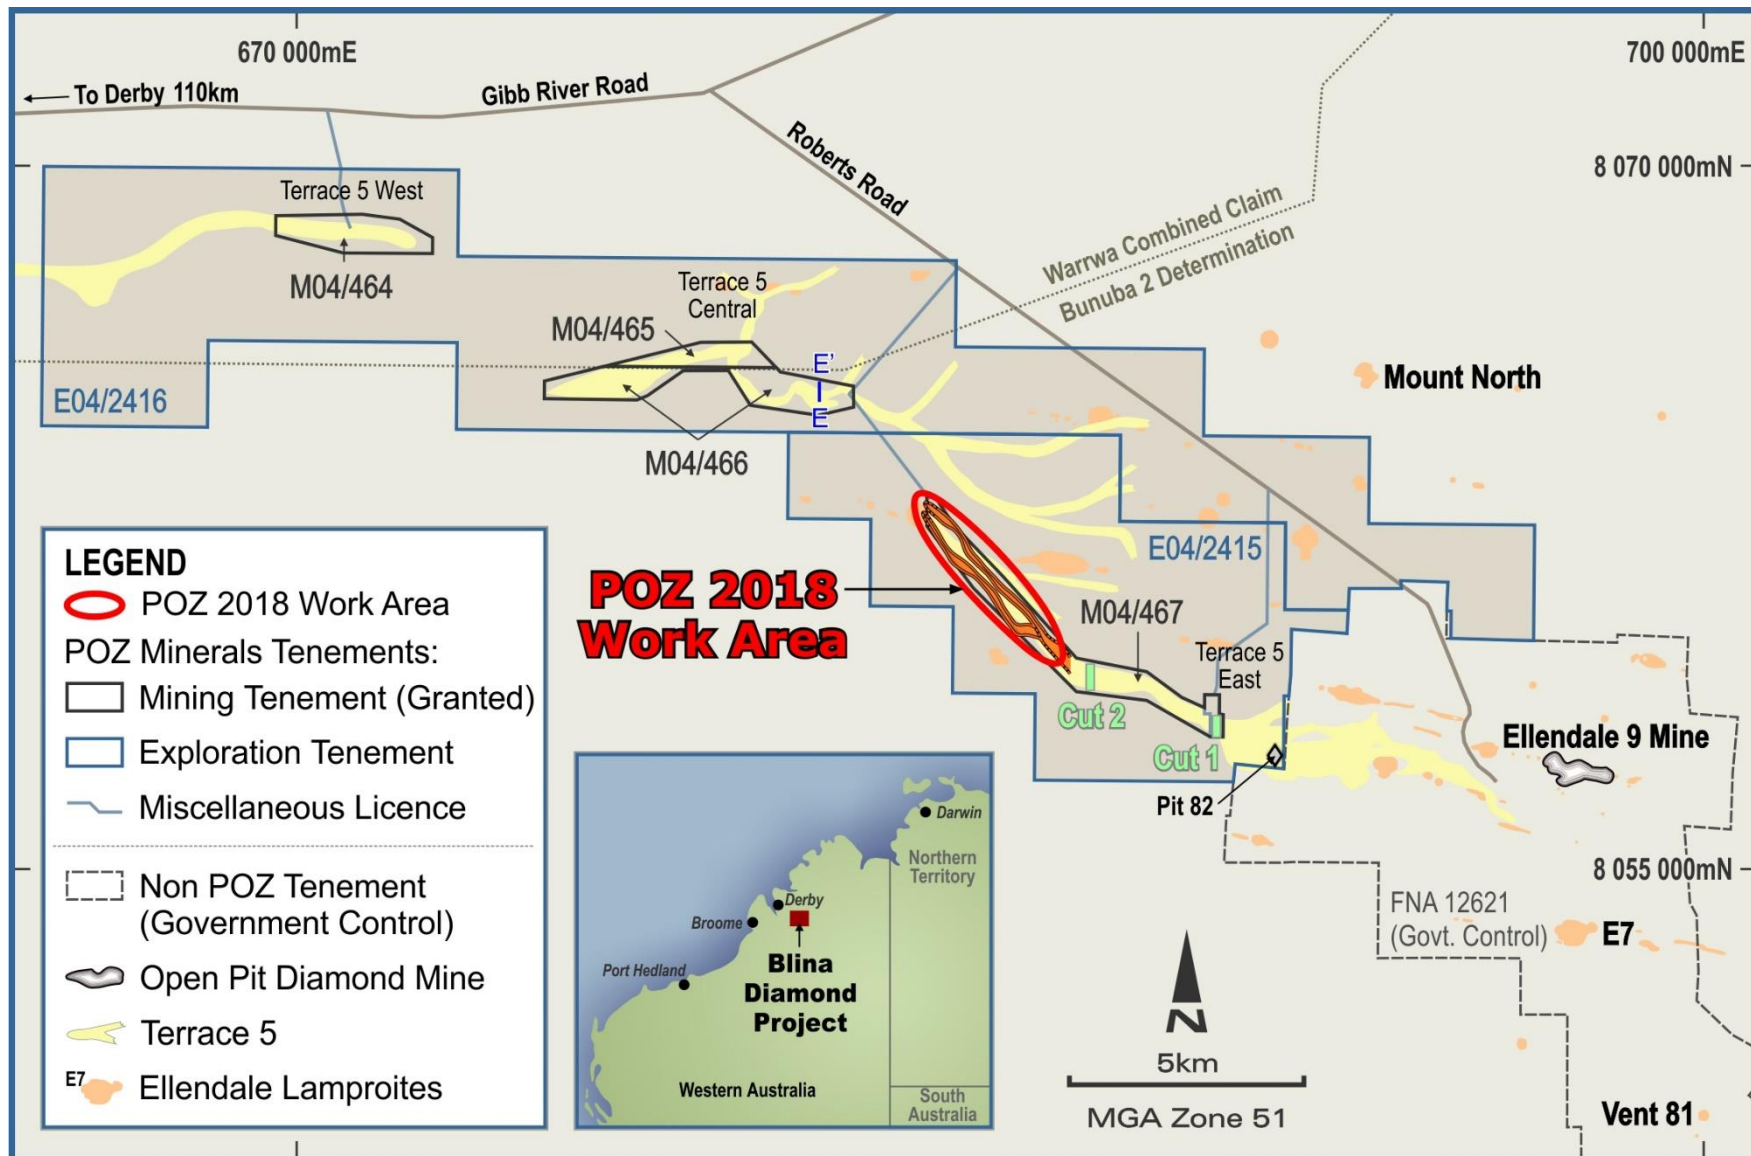 670 000mE
700 000mE
To Derby 110km
Gibb River Road
Roberts Road
8 070 000mN
Terrace 5 West
M04/464
Warrwa Combined Claim
Bunuba 2 Determination
Terrace 5
Central
M04/465
E'
E
E04/2416
M04/466
Mount North
E04/2415
POZ 2018
Work Area
M04/467
Terrace 5
East
Cut 2
Cut 1
Pit 82
Ellendale 9 Mine
8 055 000mN
FNA 12621
(Govt. Control)
E7
Vent 81
LEGEND
POZ 2018 Work Area
POZ Minerals Tenements:
Mining Tenement (Granted)
Exploration Tenement
Miscellaneous Licence
Non POZ Tenement
(Government Control)
Open Pit Diamond Mine
Terrace 5
E7
Ellendale Lamproites
Darwin
Northern
Territory
Derby
Broome
Port Hedland
Blina
Diamond
Project
Western Australia
South
Australia
N
5km
MGA Zone 51